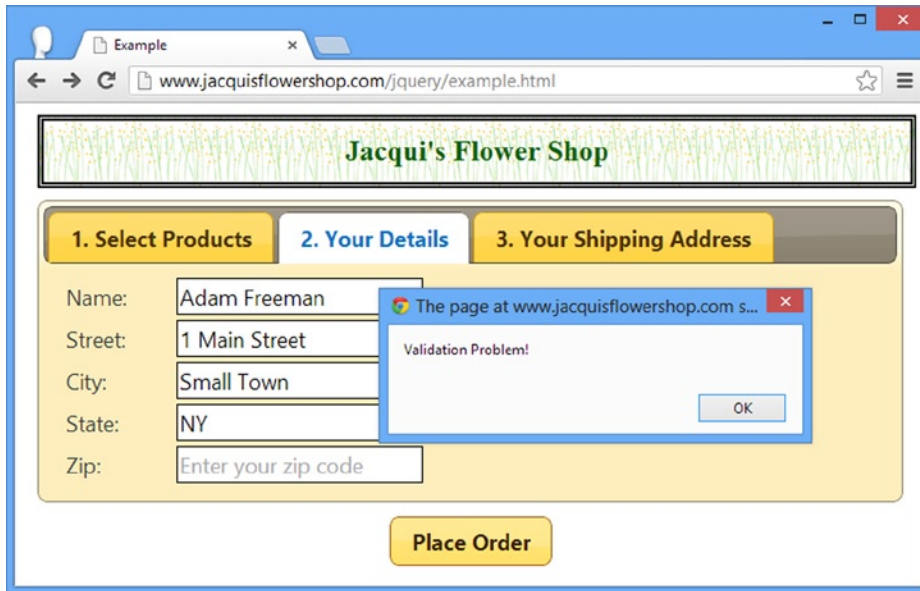 Example
www.jacquisflowershop.com/jquery/example.html
Jacqui's Flower Shop
1. Select Products 2. Your Details 3. Your Shipping Address
Name: Adam Freeman
The page at www.jacquisflowershop.com s...
Street: 1 Main Street
Validation Problem!
City: Small Town
OK
State: NY
Zip: Enter your zip code
Place Order